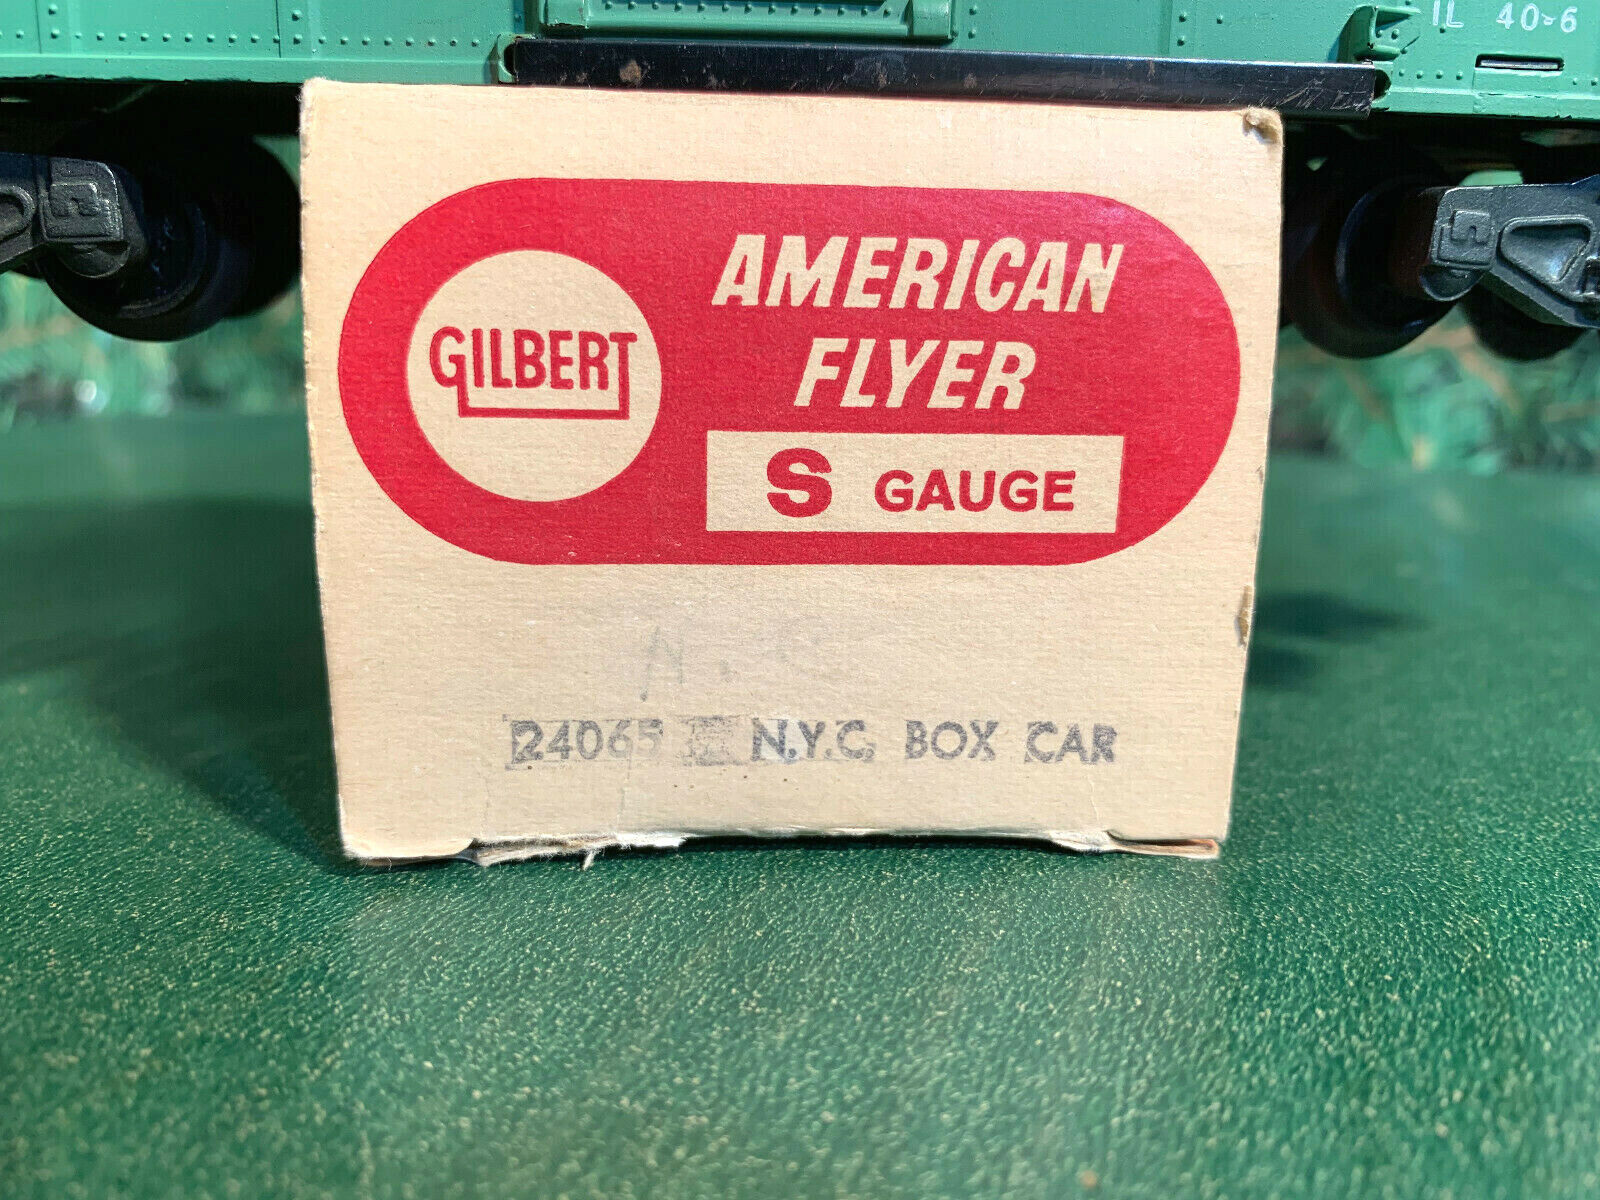 IL 40-6
GILBERT
AMERICAN
FLYER
S GAUGE
24065 N.Y.C. BOX CAR